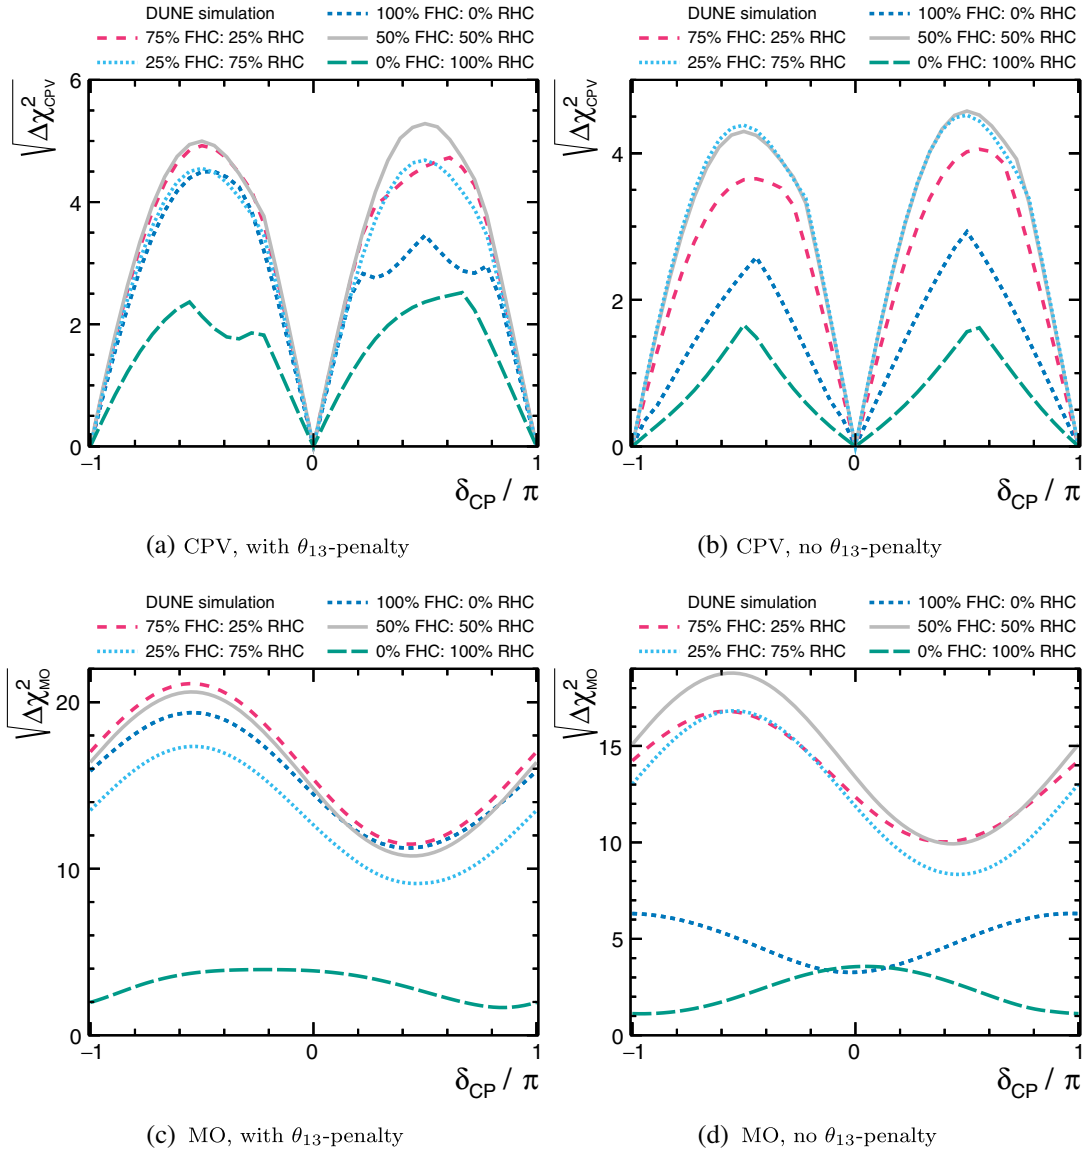 DUNE simulation
75% FHC: 25% RHC
25% FHC: 75% RHC
100% FHC: 0% RHC
50% FHC: 50% RHC
0% FHC: 100% RHC
√Δχ²CPV
6
4
2
0
−1
0
1
δCP / π
(a) CPV, with θ13-penalty
DUNE simulation
75% FHC: 25% RHC
25% FHC: 75% RHC
100% FHC: 0% RHC
50% FHC: 50% RHC
0% FHC: 100% RHC
√Δχ²CPV
4
2
0
−1
0
1
δCP / π
(b) CPV, no θ13-penalty
DUNE simulation
75% FHC: 25% RHC
25% FHC: 75% RHC
100% FHC: 0% RHC
50% FHC: 50% RHC
0% FHC: 100% RHC
√Δχ²MO
20
10
0
−1
0
1
δCP / π
(c) MO, with θ13-penalty
DUNE simulation
75% FHC: 25% RHC
25% FHC: 75% RHC
100% FHC: 0% RHC
50% FHC: 50% RHC
0% FHC: 100% RHC
√Δχ²MO
15
10
5
0
−1
0
1
δCP / π
(d) MO, no θ13-penalty